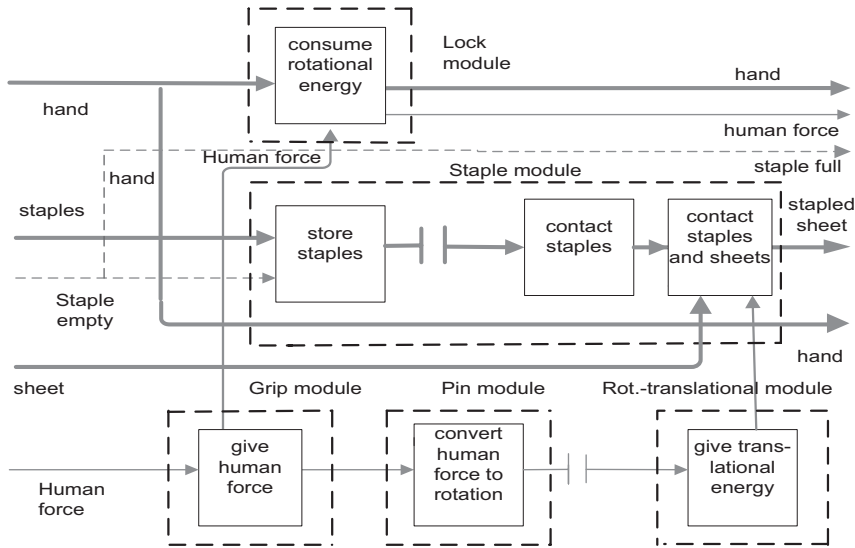 consume
rotational
energy
Lock
module
hand
hand
human force
Human force
staple full
hand
Staple module
staples
stapled
sheet
store
staples
contact
staples
contact
staples
and sheets
Staple
empty
hand
sheet
Grip module
Pin module
Rot.-translational module
give
human
force
convert
human
force to
rotation
give trans-
lational
energy
Human
force